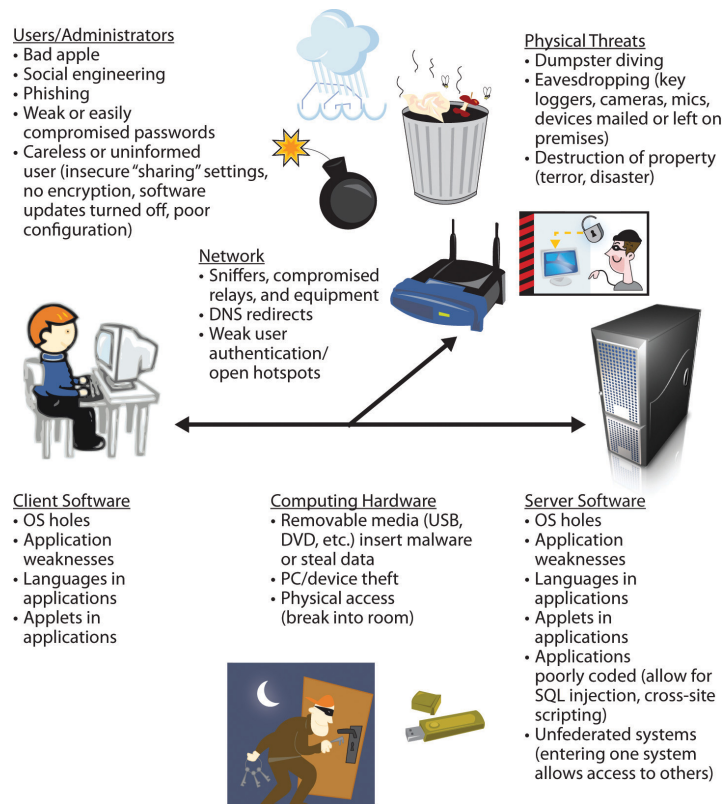 Users/Administrators
• Bad apple
• Social engineering
• Phishing
• Weak or easily
compromised passwords
• Careless or uninformed
user (insecure “sharing” settings,
no encryption, software
updates turned off, poor
configuration)
Physical Threats
• Dumpster diving
• Eavesdropping (key
loggers, cameras, mics,
devices mailed or left on
premises)
• Destruction of property
(terror, disaster)
Network
• Sniffers, compromised
relays, and equipment
• DNS redirects
• Weak user
authentication/
open hotspots
Client Software
• OS holes
• Application
weaknesses
• Languages in
applications
• Applets in
applications
Computing Hardware
• Removable media (USB,
DVD, etc.) insert malware
or steal data
• PC/device theft
• Physical access
(break into room)
Server Software
• OS holes
• Application
weaknesses
• Languages in
applications
• Applets in
applications
• Applications
poorly coded (allow for
SQL injection, cross-site
scripting)
• Unfederated systems
(entering one system
allows access to others)